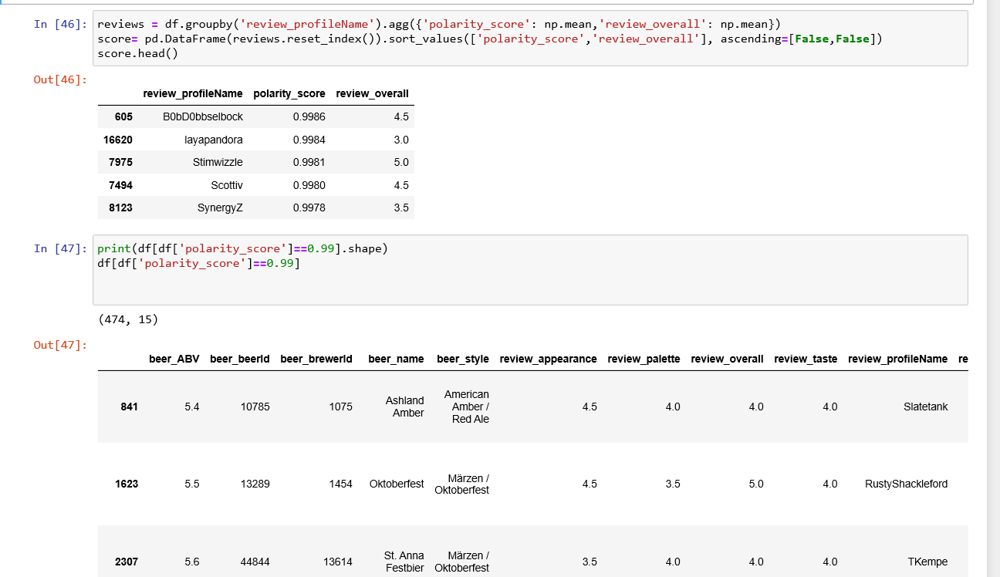 In [46]: reviews = df.groupby('review_profileName').agg({'polarity_score': np.mean,'review_overall': np.mean})
score= pd.DataFrame(reviews.reset_index()).sort_values(['polarity_score','review_overall'], ascending=[False,False])
score.head()
Out[46]:
review_profileName polarity_score review_overall
605 B0bD0bbselbock 0.9986 4.5
16620 layapandora 0.9984 3.0
7975 Stimwizzle 0.9981 5.0
7494 Scottiv 0.9980 4.5
8123 SynergyZ 0.9978 3.5
In [47]: print(df[df['polarity_score']==0.99].shape)
df[df['polarity_score']==0.99]
(474, 15)
Out[47]:
beer_ABV beer_beerId beer_brewerId beer_name beer_style review_appearance review_palette review_overall review_taste review_profileName re
841 5.4 10785 1075 Ashland Amber American Amber / Red Ale 4.5 4.0 4.0 4.0 Slatetank
1623 5.5 13289 1454 Oktoberfest Märzen / Oktoberfest 4.5 3.5 5.0 4.0 RustyShackleford
2307 5.6 44844 13614 St. Anna Festbier Märzen / Oktoberfest 3.5 4.0 4.0 4.0 TKempe